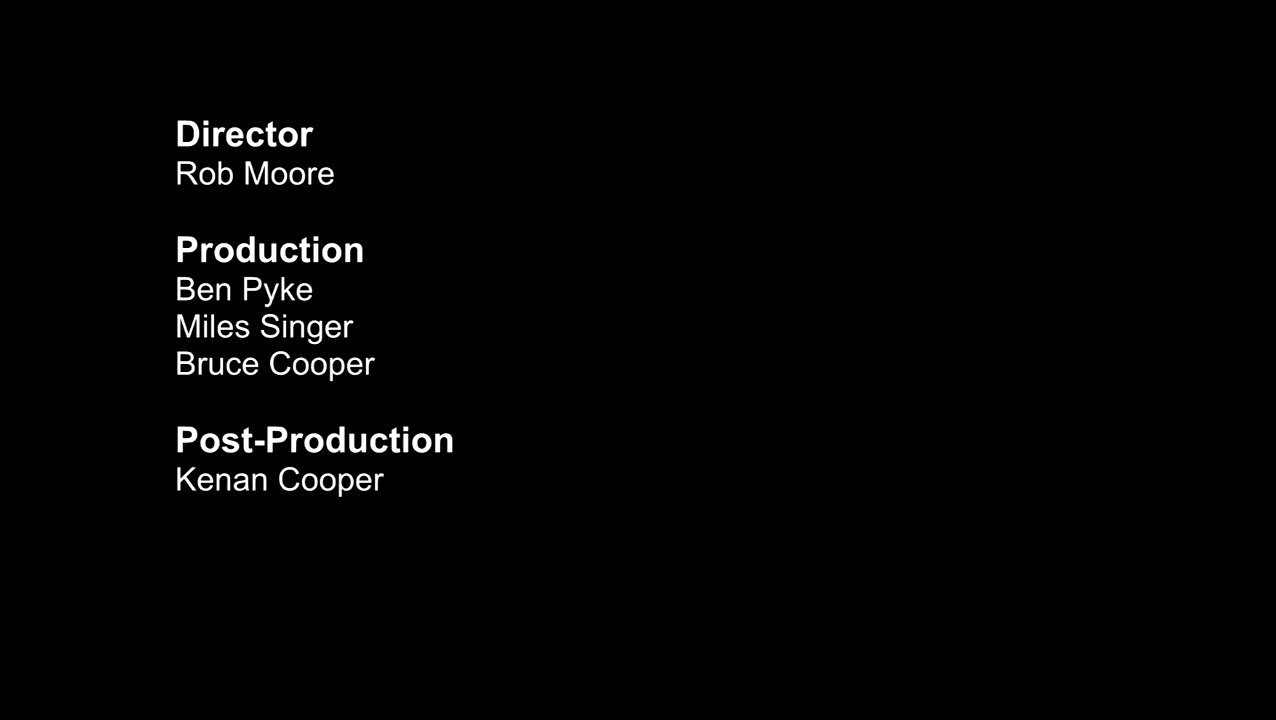 Director
Rob Moore
Production
Ben Pyke
Miles Singer
Bruce Cooper
Post-Production
Kenan Cooper